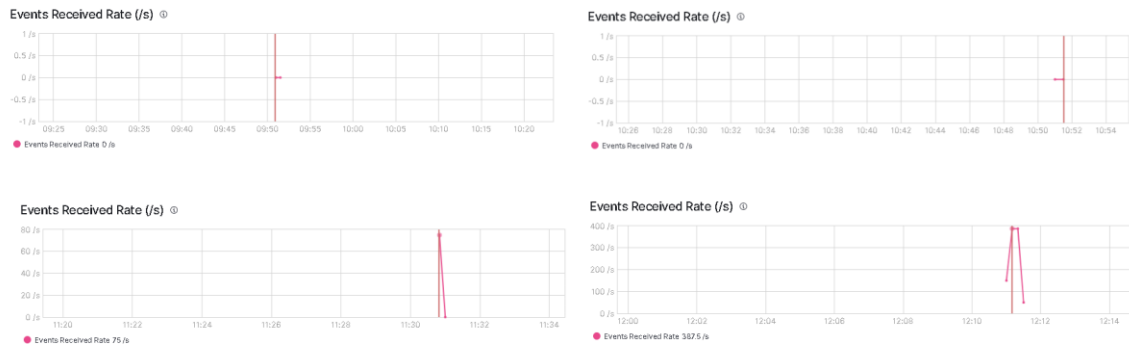 Events Received Rate (/s) ⓘ
1 /s
0.5 /s
0 /s
-0.5 /s
-1 /s
09:25 09:30 09:35 09:40 09:45 09:50 09:55 10:00 10:05 10:10 10:15 10:20
Events Received Rate 0 /s
Events Received Rate (/s) ⓘ
1 /s
0.5 /s
0 /s
-0.5 /s
-1 /s
10:26 10:28 10:30 10:32 10:34 10:36 10:38 10:40 10:42 10:44 10:46 10:48 10:50 10:52 10:54
Events Received Rate 0 /s
Events Received Rate (/s) ⓘ
80 /s
60 /s
40 /s
20 /s
0 /s
11:20 11:22 11:24 11:26 11:28 11:30 11:32 11:34
Events Received Rate 75 /s
Events Received Rate (/s) ⓘ
400 /s
300 /s
200 /s
100 /s
0 /s
12:00 12:02 12:04 12:06 12:08 12:10 12:12 12:14
Events Received Rate 387.5 /s